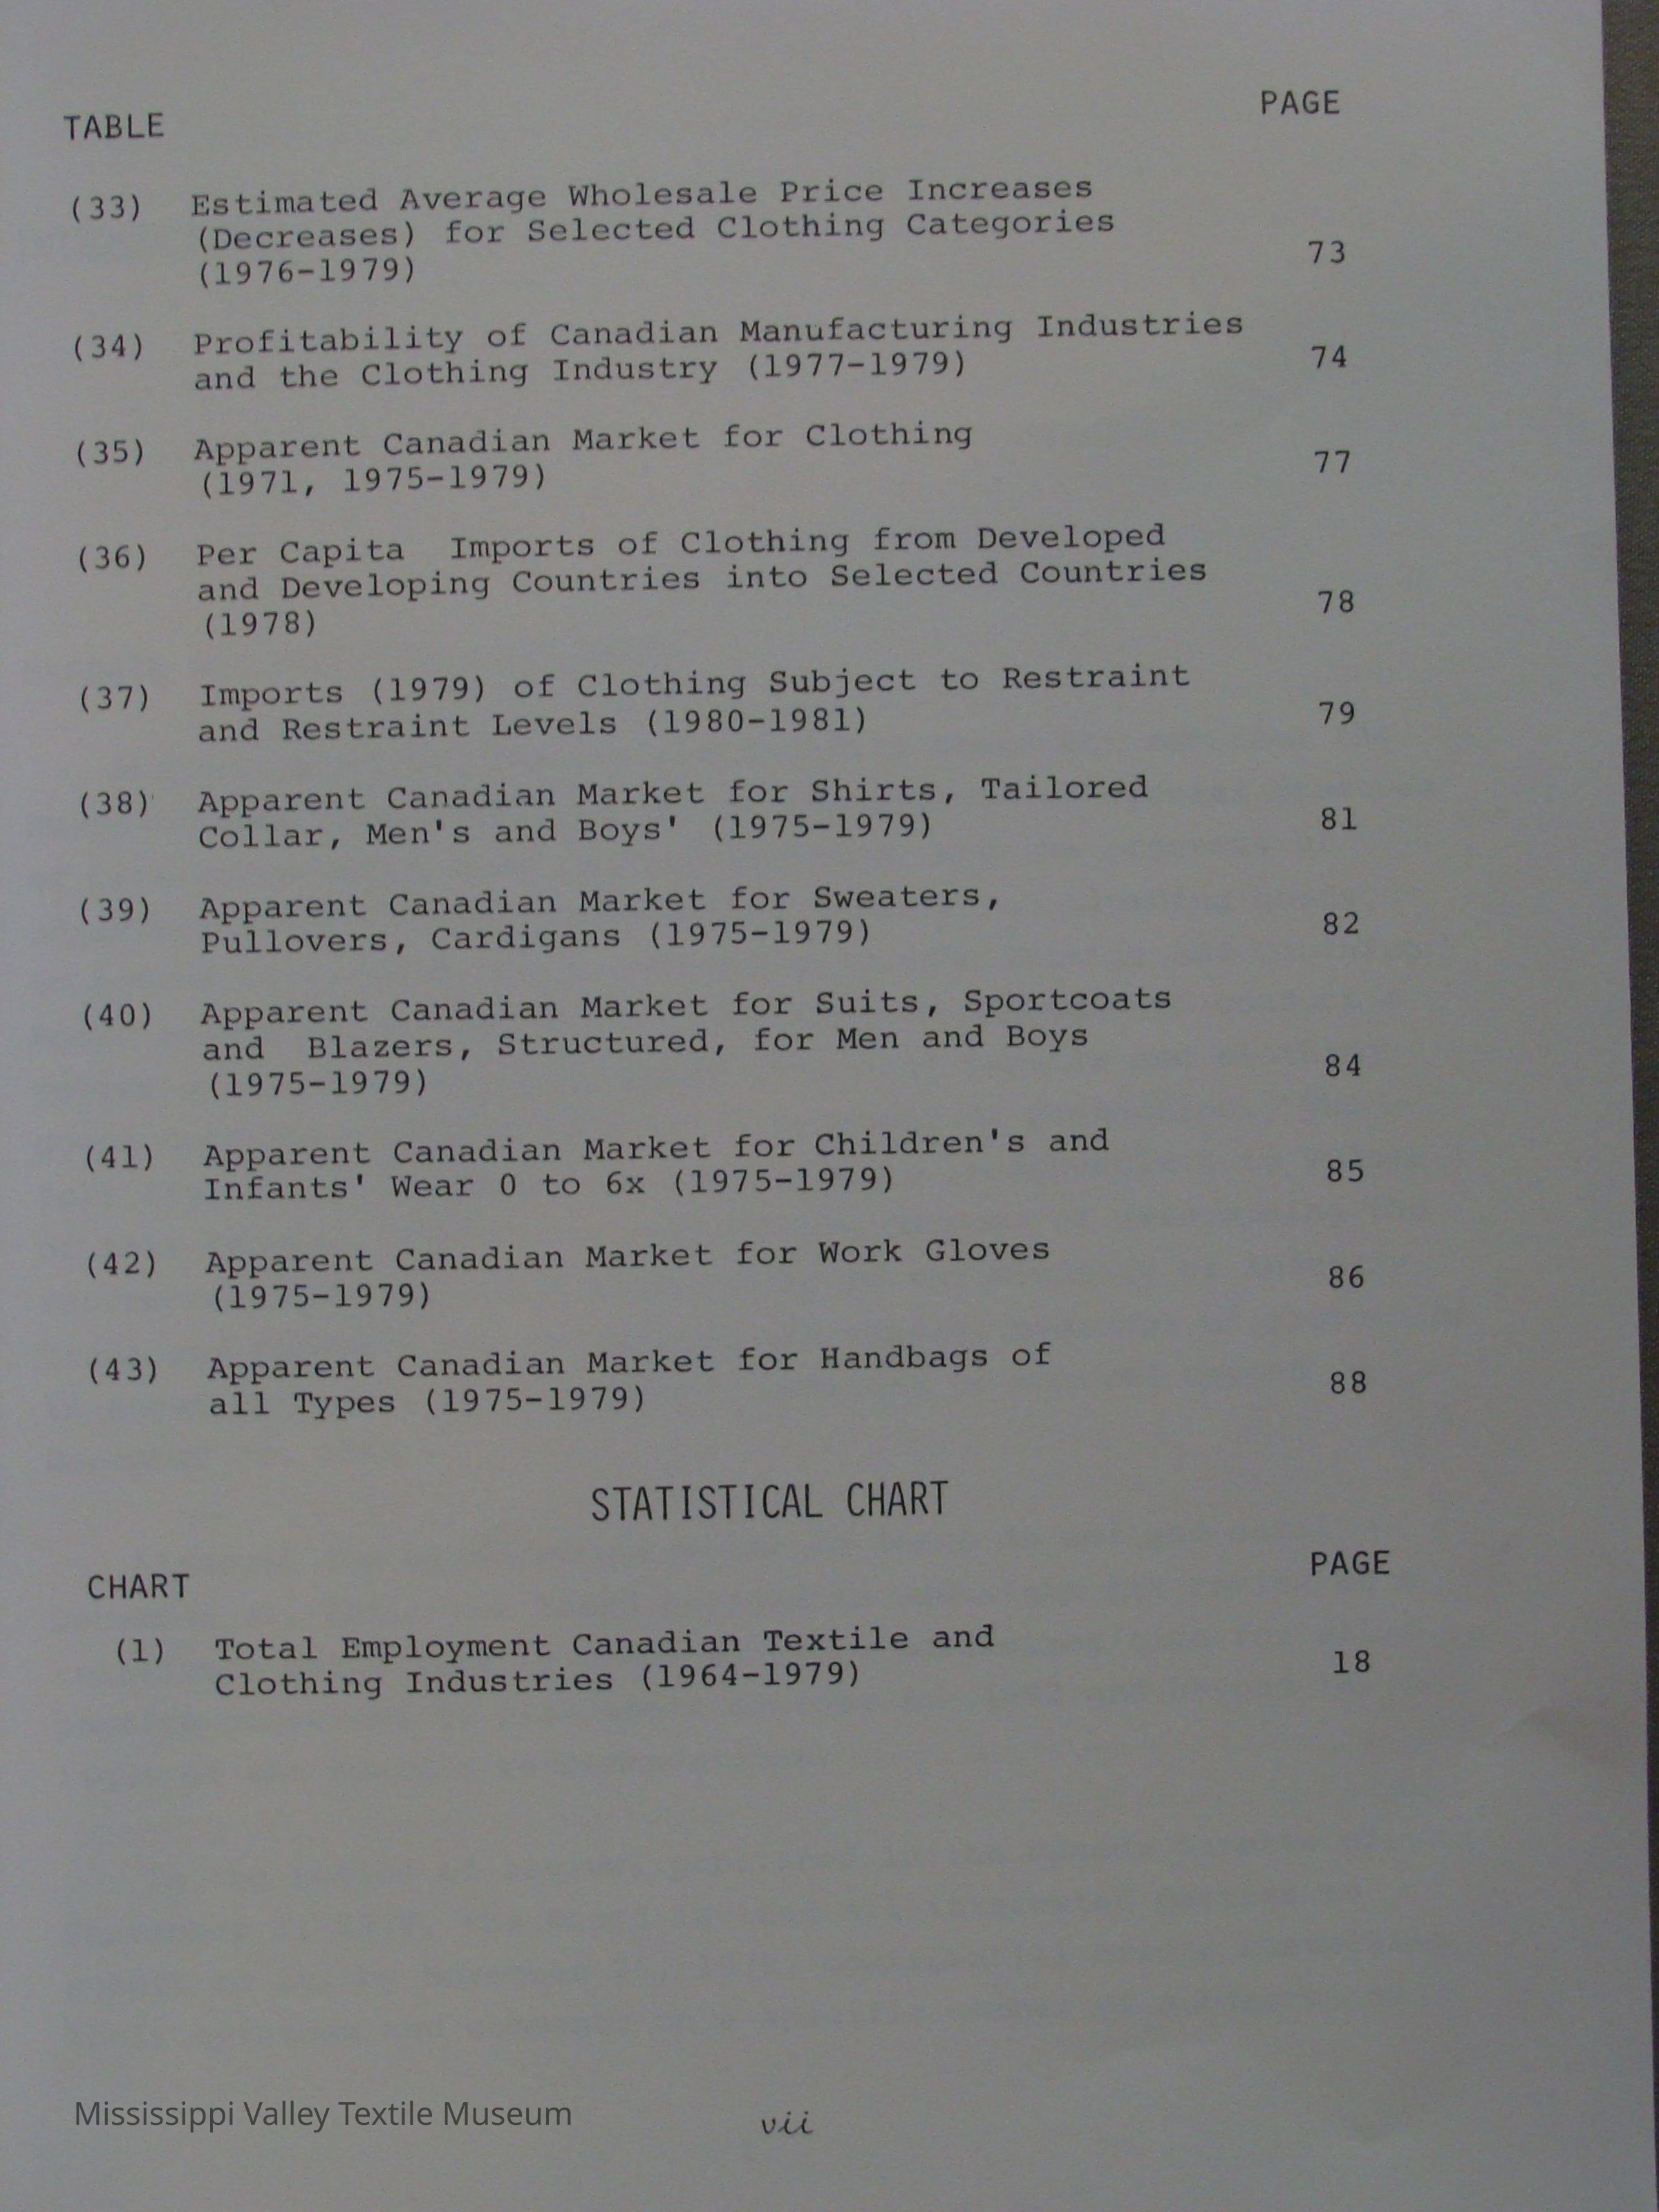 TABLE PAGE
(33) Estimated Average Wholesale Price Increases
(Decreases) for Selected Clothing Categories
(1976-1979) 73
(34) Profitability of Canadian Manufacturing Industries
and the Clothing Industry (1977-1979) 74
(35) Apparent Canadian Market for Clothing
(1971, 1975-1979) 77
(36) Per Capita Imports of Clothing from Developed
and Developing Countries into Selected Countries
(1978) 78
(37) Imports (1979) of Clothing Subject to Restraint
and Restraint Levels (1980-1981) 79
(38) Apparent Canadian Market for Shirts, Tailored
Collar, Men's and Boys' (1975-1979) 81
(39) Apparent Canadian Market for Sweaters,
Pullovers, Cardigans (1975-1979) 82
(40) Apparent Canadian Market for Suits, Sportcoats
and Blazers, Structured, for Men and Boys
(1975-1979) 84
(41) Apparent Canadian Market for Children's and
Infants' Wear 0 to 6x (1975-1979) 85
(42) Apparent Canadian Market for Work Gloves
(1975-1979) 86
(43) Apparent Canadian Market for Handbags of
all Types (1975-1979) 88
STATISTICAL CHART
CHART PAGE
(1) Total Employment Canadian Textile and
Clothing Industries (1964-1979) 18
Mississippi Valley Textile Museum
vii